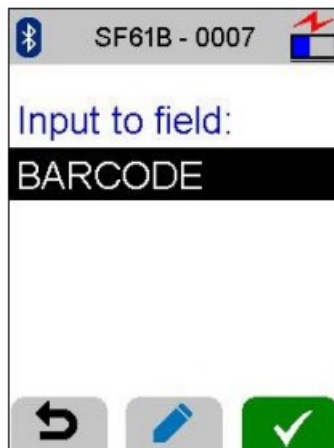 SF61B - 0007
Input to field:
BARCODE